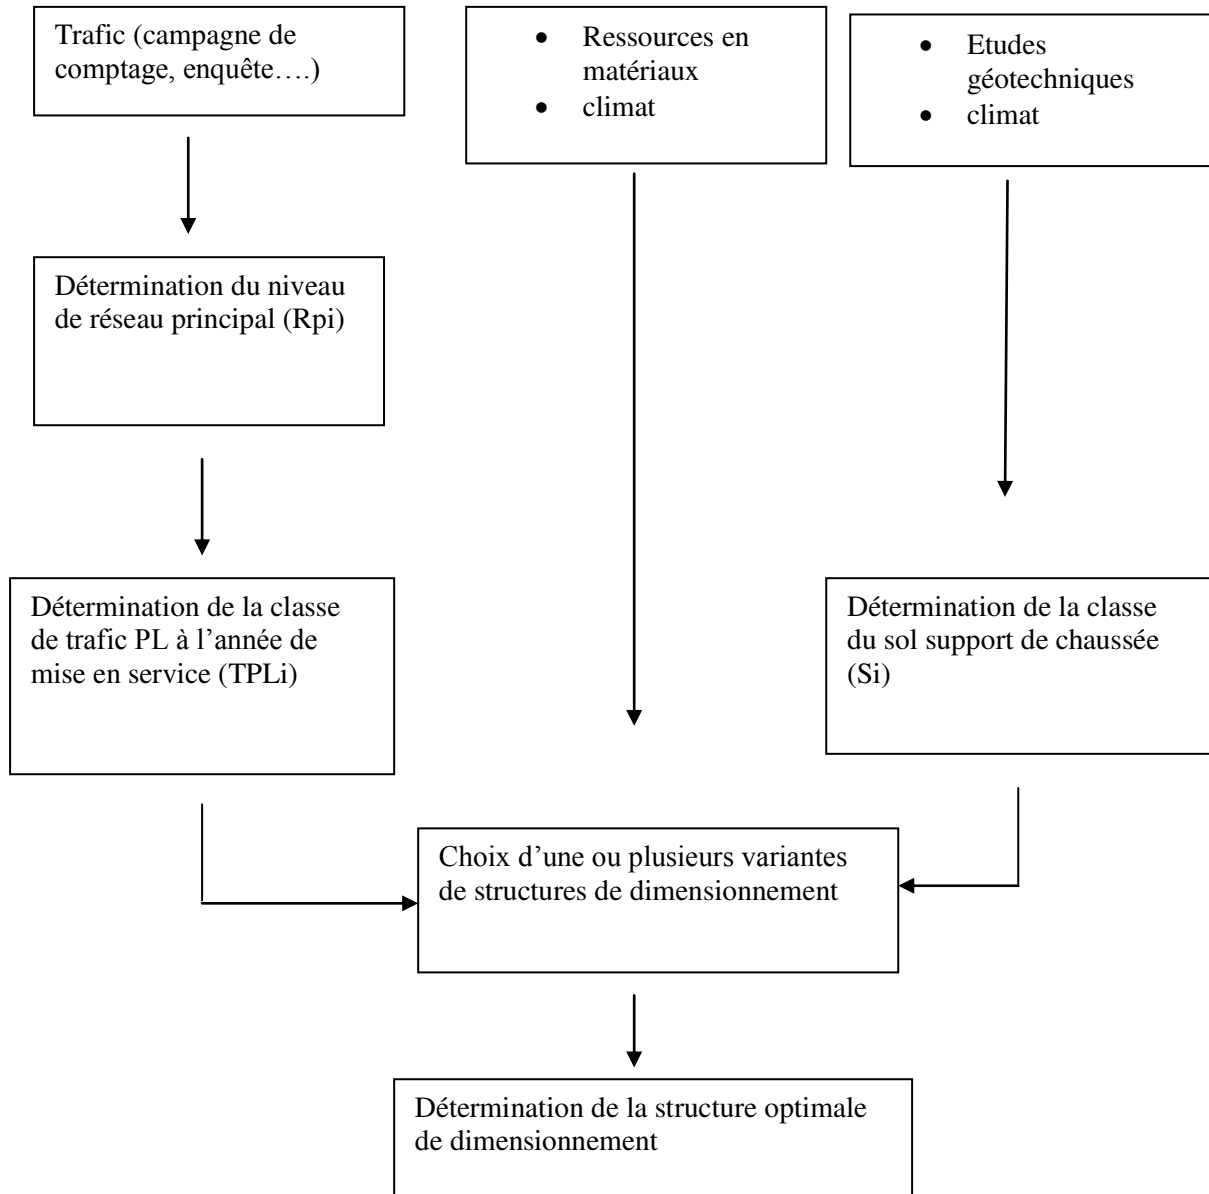 Trafic (campagne de
comptage, enquête….)
• Ressources en
matériaux
• climat
• Etudes
géotechniques
• climat
Détermination du niveau
de réseau principal (Rpi)
Détermination de la classe
de trafic PL à l’année de
mise en service (TPLi)
Détermination de la classe
du sol support de chaussée
(Si)
Choix d’une ou plusieurs variantes
de structures de dimensionnement
Détermination de la structure optimale
de dimensionnement